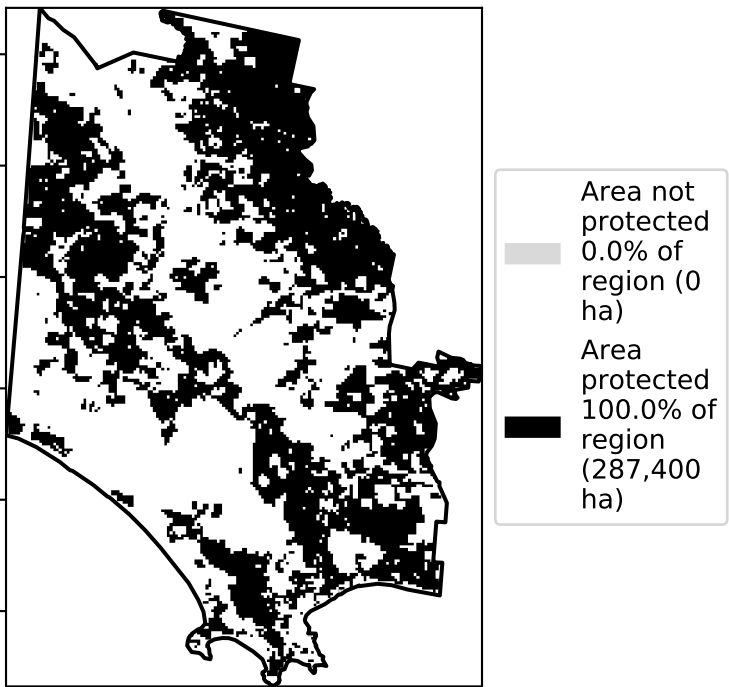 Area not
protected
0.0% of
region (0
ha)
Area
protected
100.0% of
region
(287,400
ha)